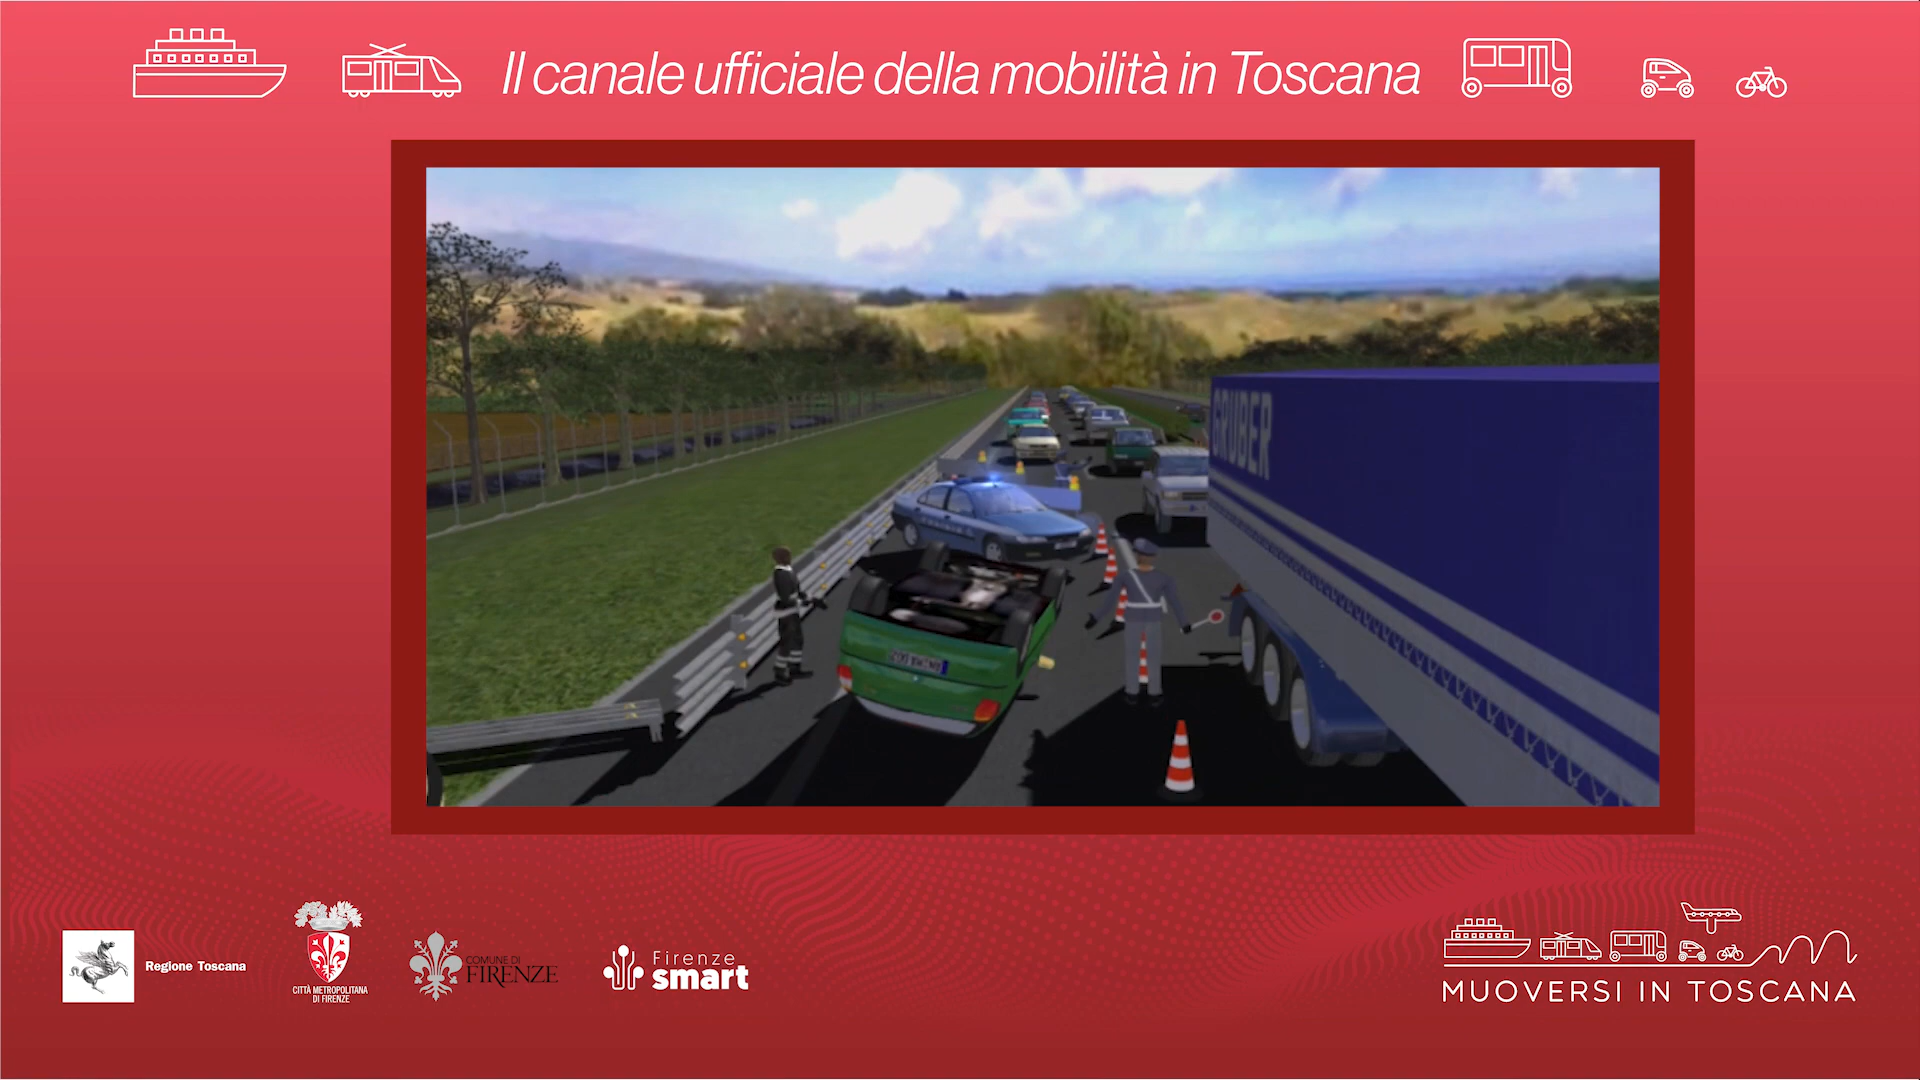 Il canale ufficiale della mobilità in Toscana
GRUBER
Regione Toscana
CITTÀ METROPOLITANA
DI FIRENZE
COMUNE DI
FIRENZE
Firenze
smart
MUOVERSI IN TOSCANA